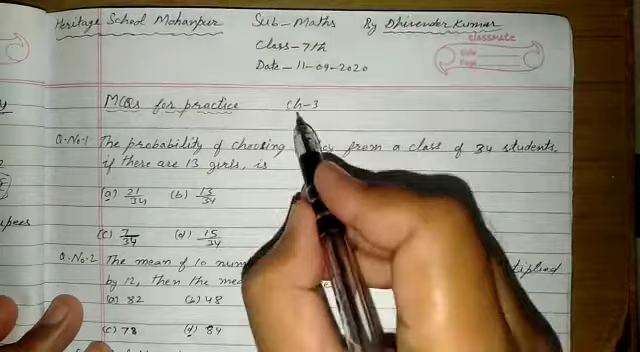 Heritage School Mohanpur Sub-Maths By Dhirender Kumar
Class-7th
Date-11-09-2020
classmate
Date
Page
MCQs for practice Ch-3
Q.No.1 The probability of choosing from a class of 34 students,
if there are 13 girls, is
(a) 21/34 (b) 13/34
(c) 7/34 (d) 15/34
Q.No.2 The mean of 10
by 12, then the
(a) 82 (b) 48
(c) 78 (d) 84